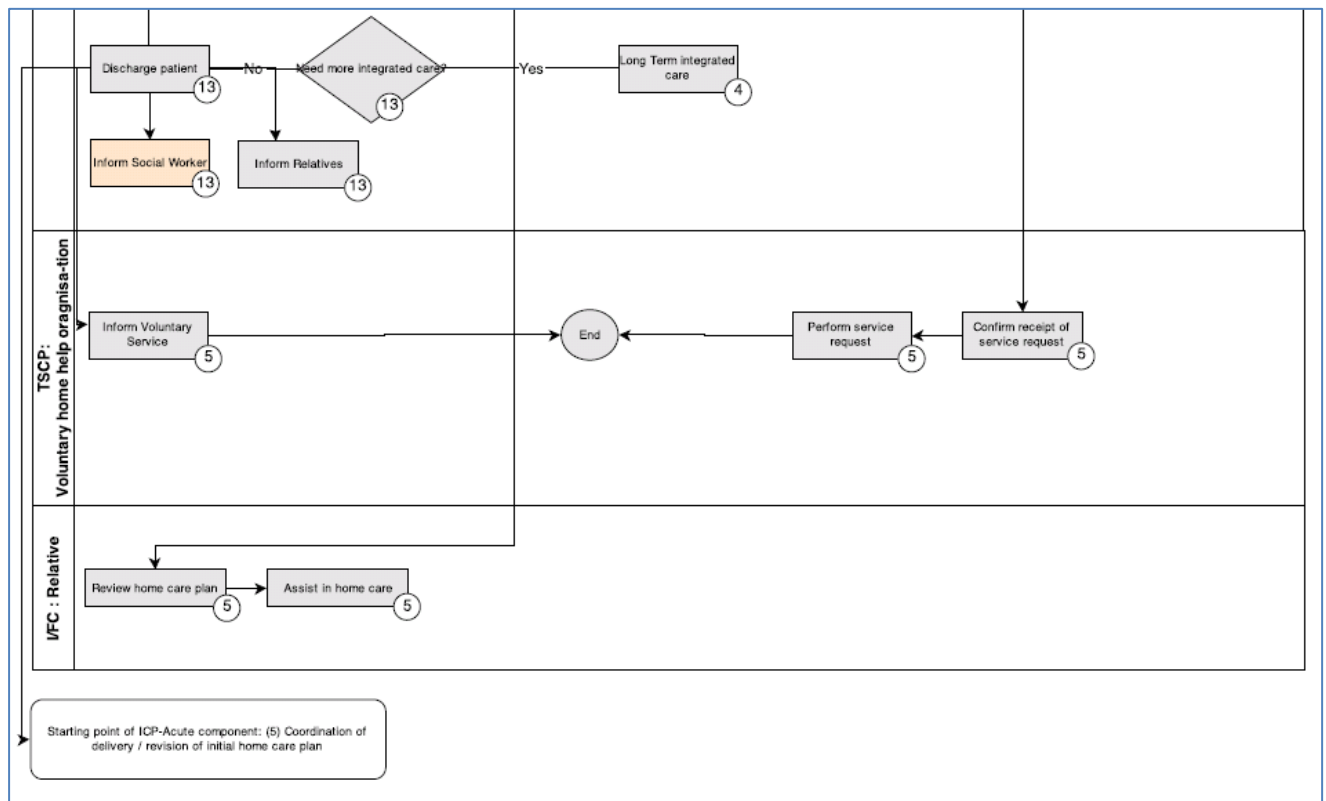 Discharge patient
13
No
Need more integrated care?
13
Yes
Long Term integrated
care
4
Inform Social Worker
13
Inform Relatives
13
TSCP:
Voluntary home help oragnisa-tion
Inform Voluntary
Service
5
End
Perform service
request
5
Confirm receipt of
service request
5
I/FC : Relative
Review home care plan
5
Assist in home care
5
Starting point of ICP-Acute component: (5) Coordination of
delivery / revision of initial home care plan